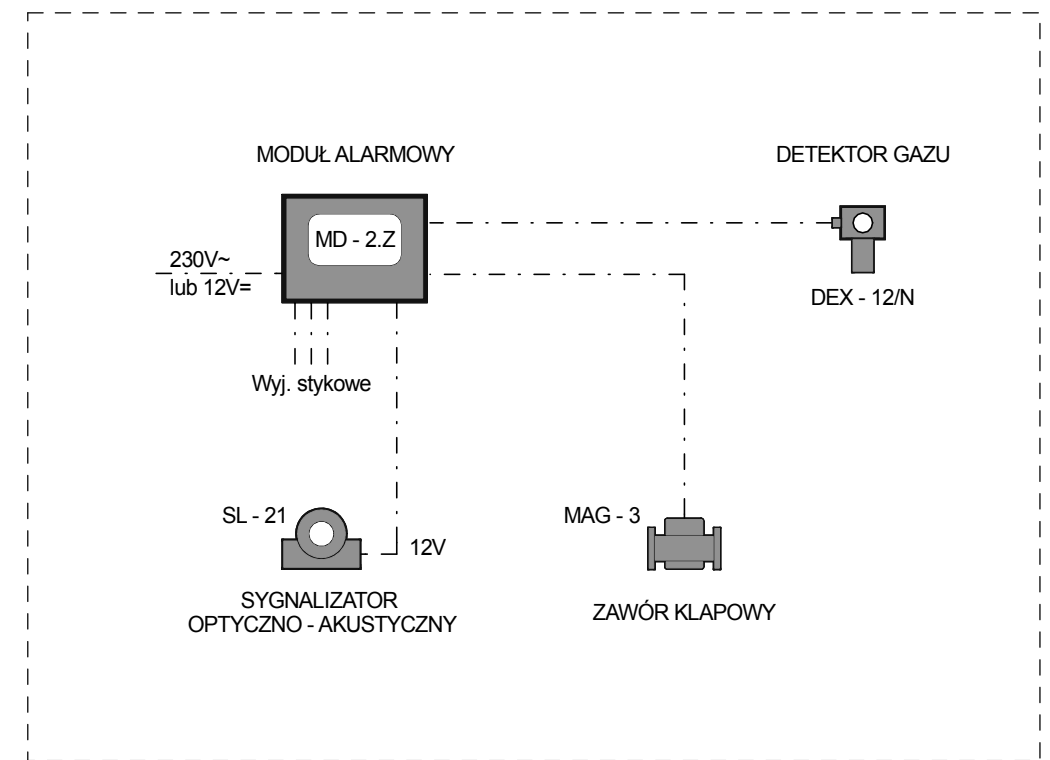 MODUŁ ALARMOWY
DETEKTOR GAZU
MD - 2.Z
230V~
lub 12V=
DEX - 12/N
Wyj. stykowe
SL - 21
MAG - 3
12V
SYGNALIZATOR
OPTYCZNO - AKUSTYCZNY
ZAWÓR KLAPOWY